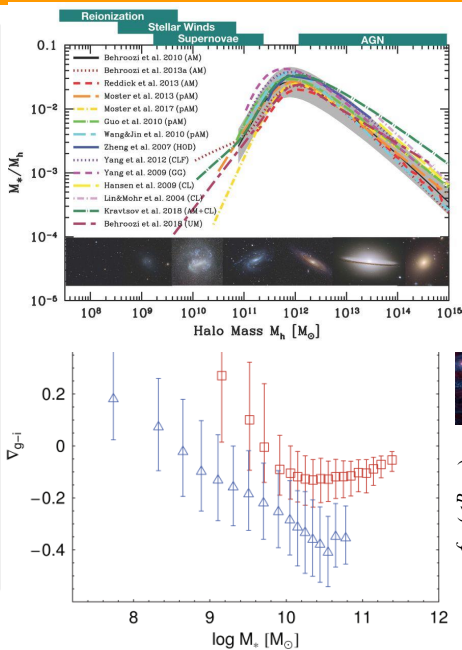 Reionization
Stellar Winds
Supernovae
AGN
0.1
10⁻²
10⁻³
10⁻⁴
10⁻⁵
M*/Mh
Behroozi et al. 2010 (AM)
Behroozi et al. 2013a (AM)
Reddick et al. 2013 (AM)
Moster et al. 2013 (pAM)
Moster et al. 2017 (pAM)
Guo et al. 2010 (pAM)
Wang&Jin et al. 2010 (pAM)
Zheng et al. 2007 (HOD)
Yang et al. 2012 (CLF)
Yang et al. 2009 (GG)
Hansen et al. 2009 (CL)
Lin&Mohr et al. 2004 (CL)
Kravtsov et al. 2018 (AM+CL)
Behroozi et al. 2018 (UM)
10⁸ 10⁹ 10¹⁰ 10¹¹ 10¹² 10¹³ 10¹⁴ 10¹⁵
Halo Mass Mh [M⊙]
0.2
0
-0.2
-0.4
∇g-i
8 9 10 11 12
log M* [M⊙]